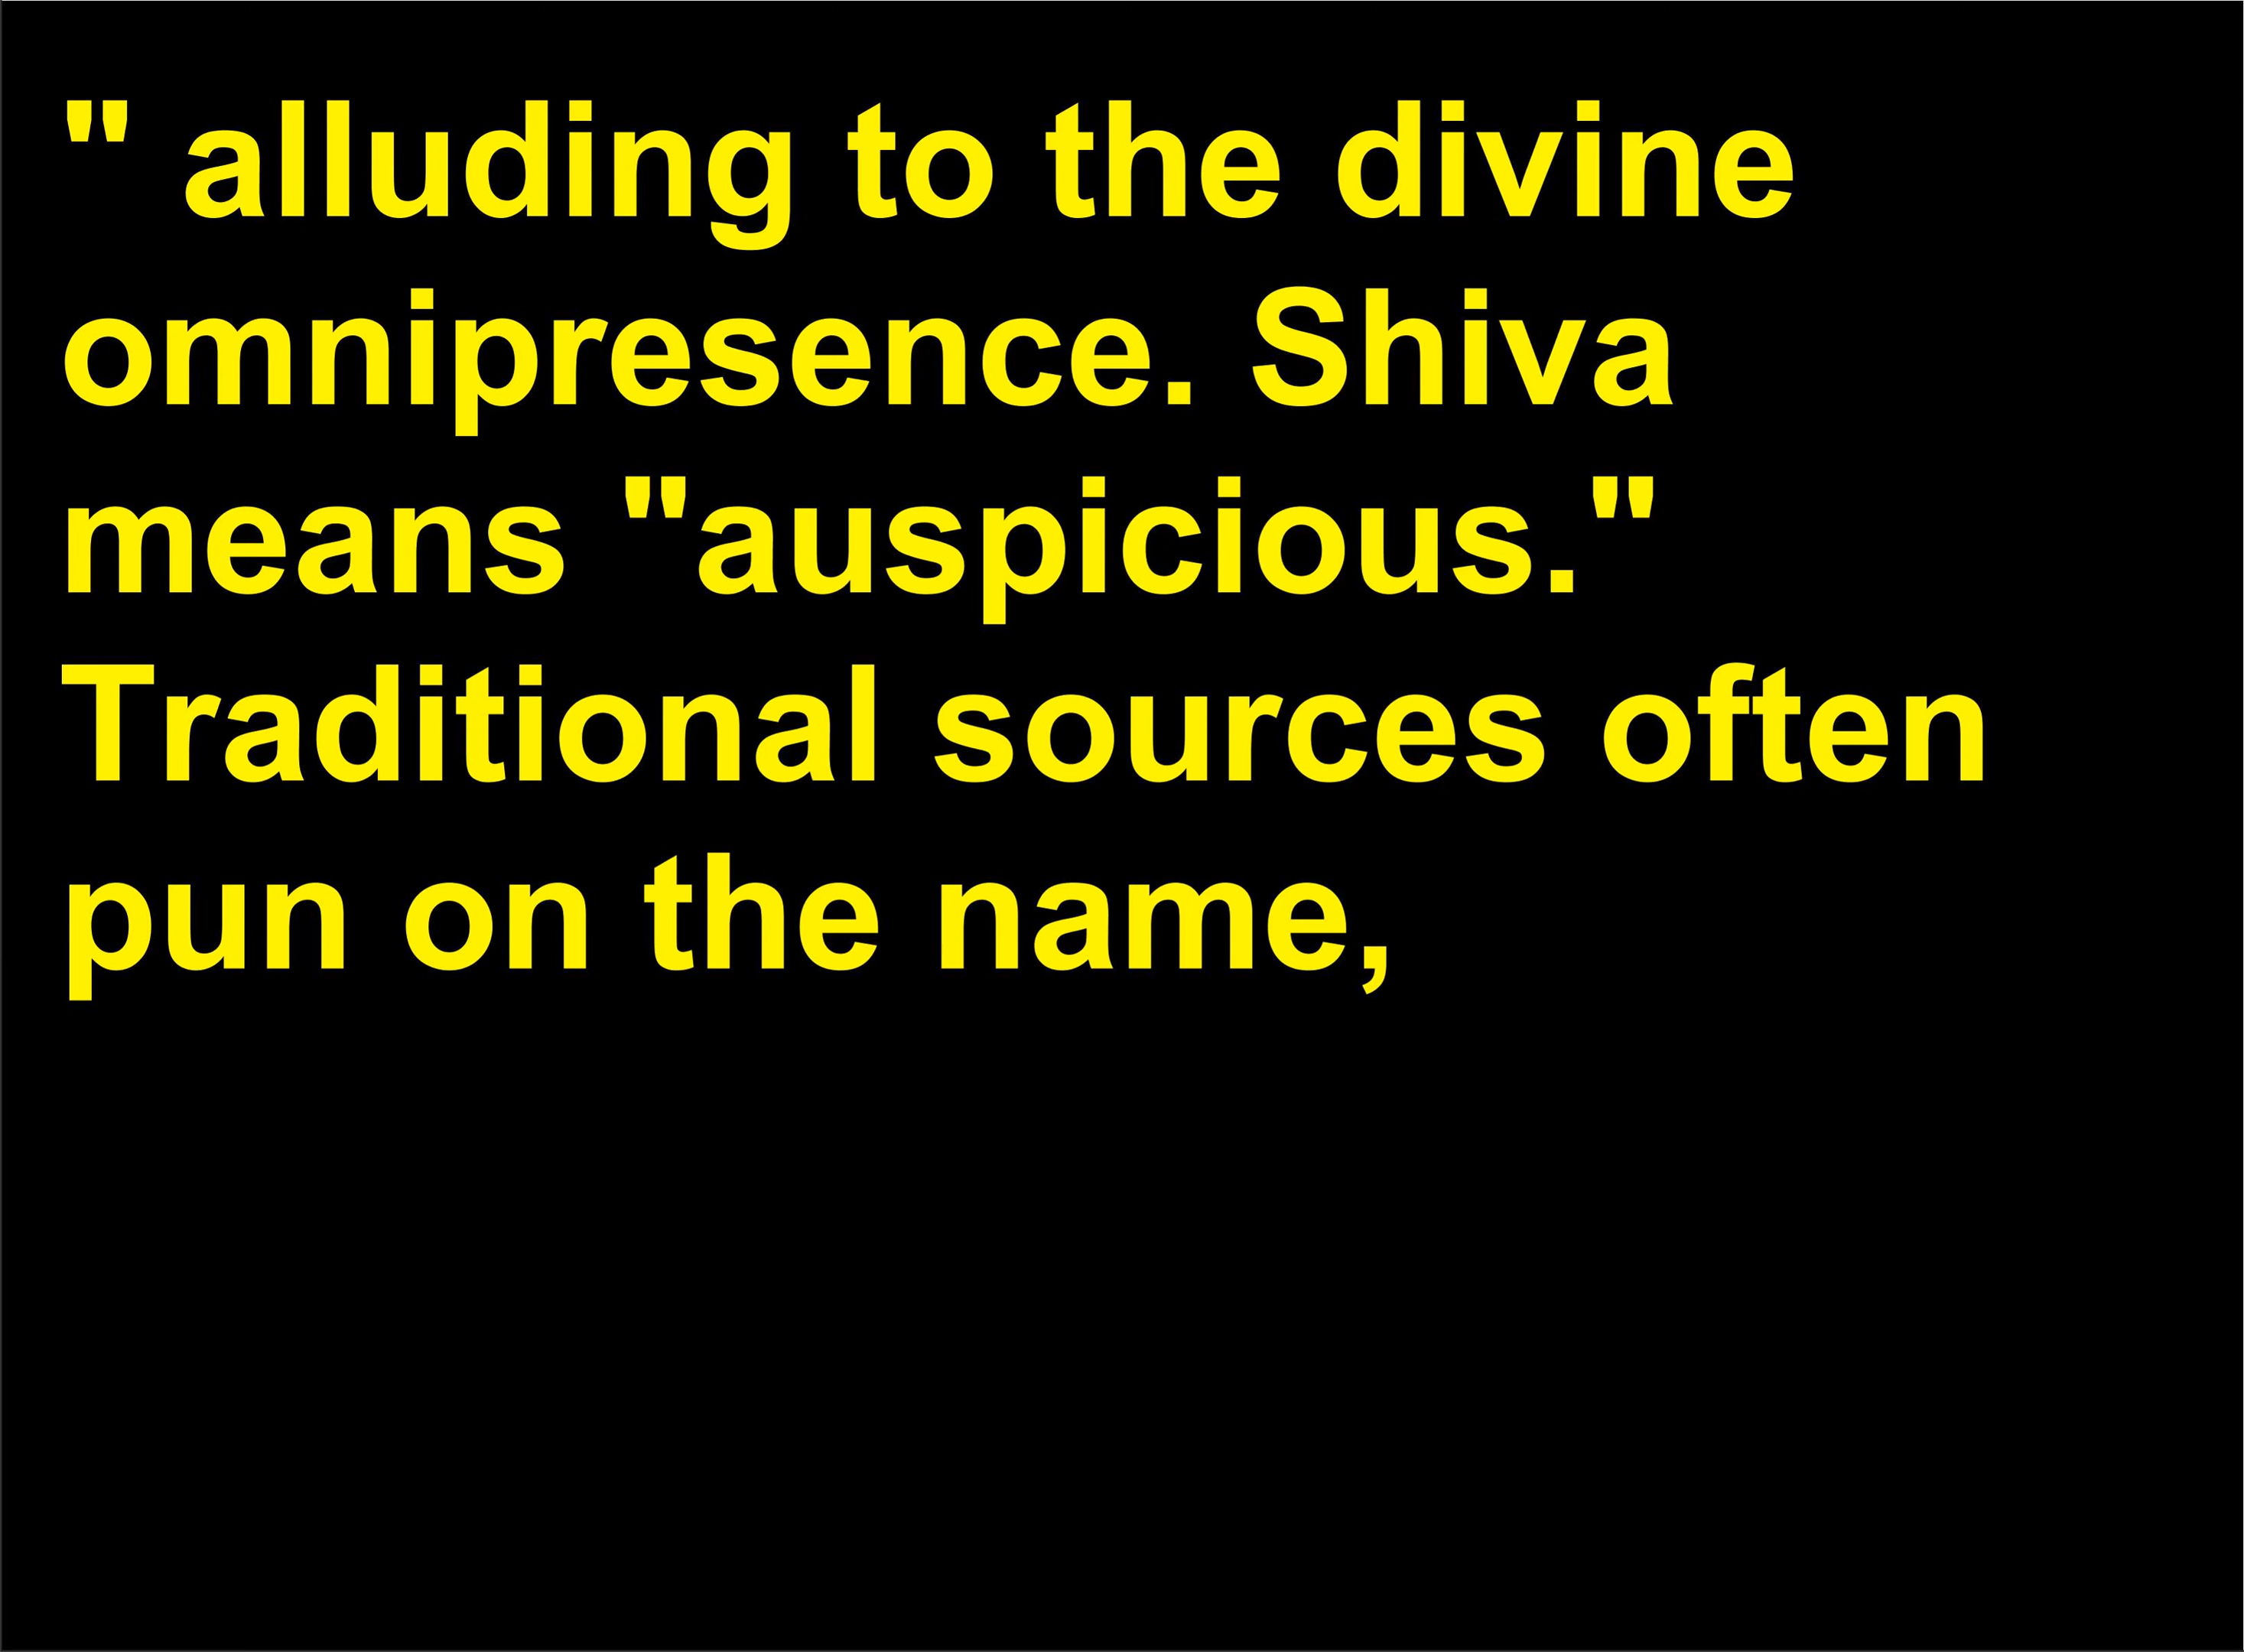 " alluding to the divine
omnipresence. Shiva
means "auspicious."
Traditional sources often
pun on the name,